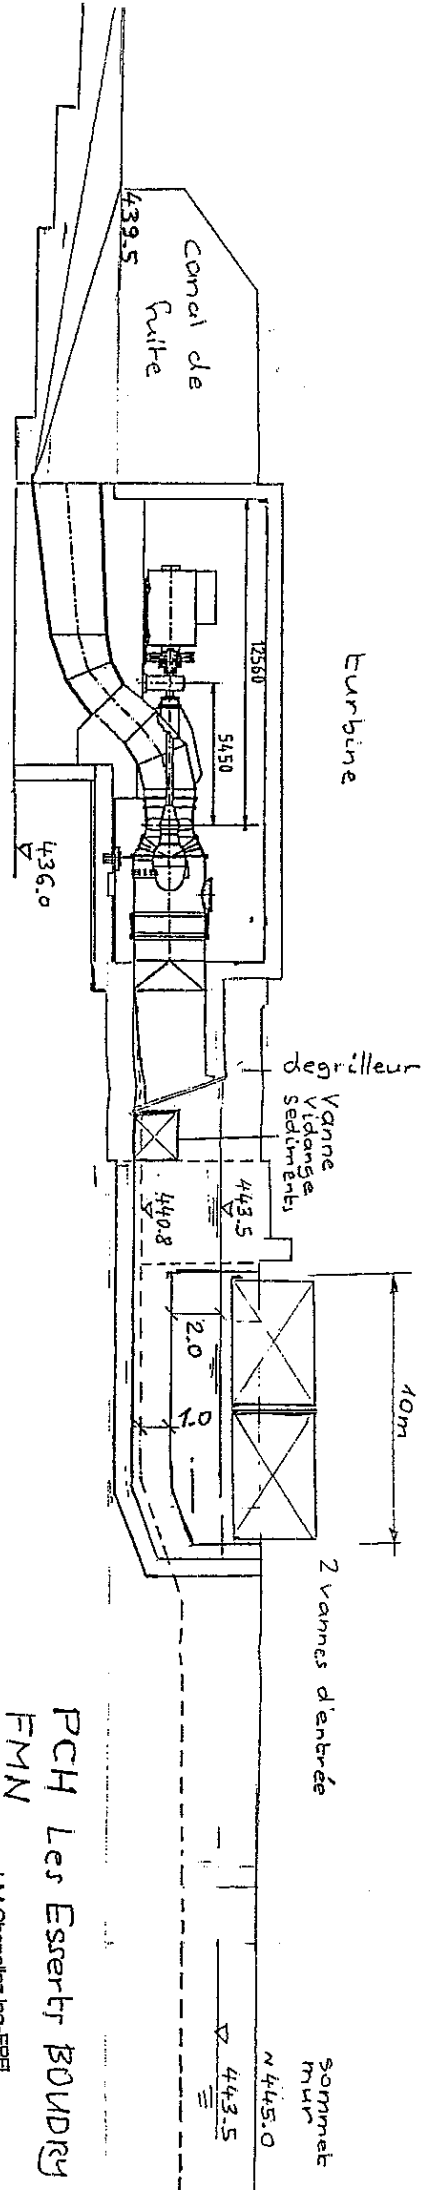 canal de
fuite
439.5
turbine
12560
5450
436.0
degrilleur
Vanne
vidange
sediments
443.5
440.8
2.0
1.0
10m
2 vannes d'entrée
sommet
mur
~445.0
443.5
PCH Les Esserts BOUDRY
FMN